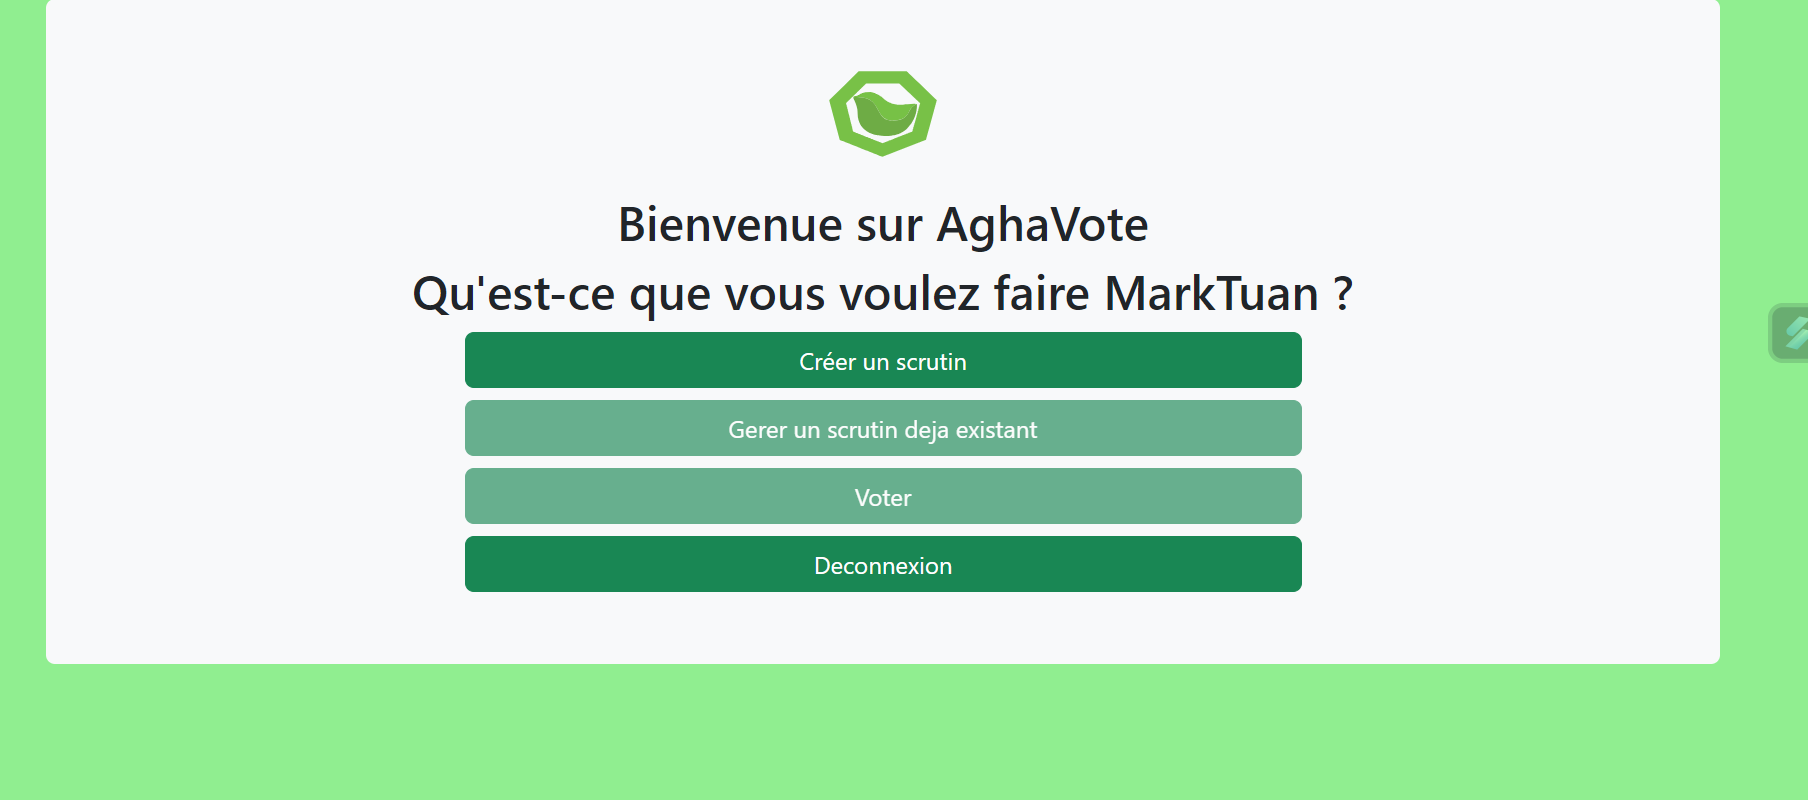 Bienvenue sur AghaVote
Qu'est-ce que vous voulez faire MarkTuan ?
Créer un scrutin
Gerer un scrutin deja existant
Voter
Deconnexion